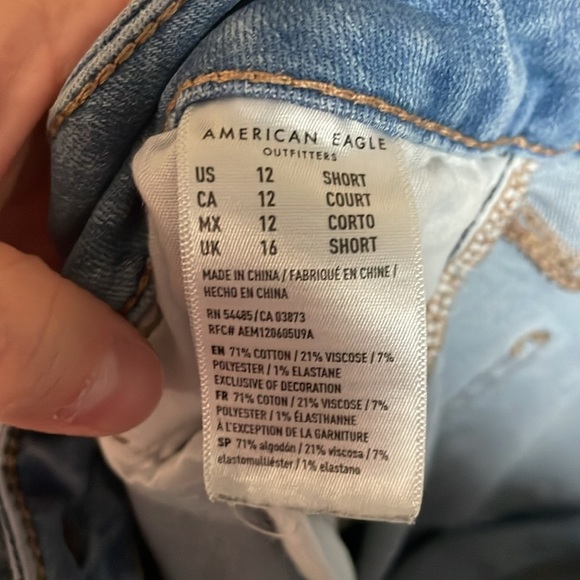 AMERICAN EAGLE
OUTFITTERS
US 12 SHORT
CA 12 COURT
MX 12 CORTO
UK 16 SHORT
MADE IN CHINA / FABRIQUÉ EN CHINE /
HECHO EN CHINA
RN 54485 / CA 03873
RFC# AEM120605U9A
EN 71% COTTON / 21% VISCOSE / 7%
POLYESTER / 1% ELASTANE
EXCLUSIVE OF DECORATION
FR 71% COTON / 21% VISCOSE / 7%
POLYESTER / 1% ÉLASTHANNE
À L'EXCEPTION DE LA GARNITURE
SP 71% algodón / 21% viscosa / 7%
elastomultiéster / 1% elastano